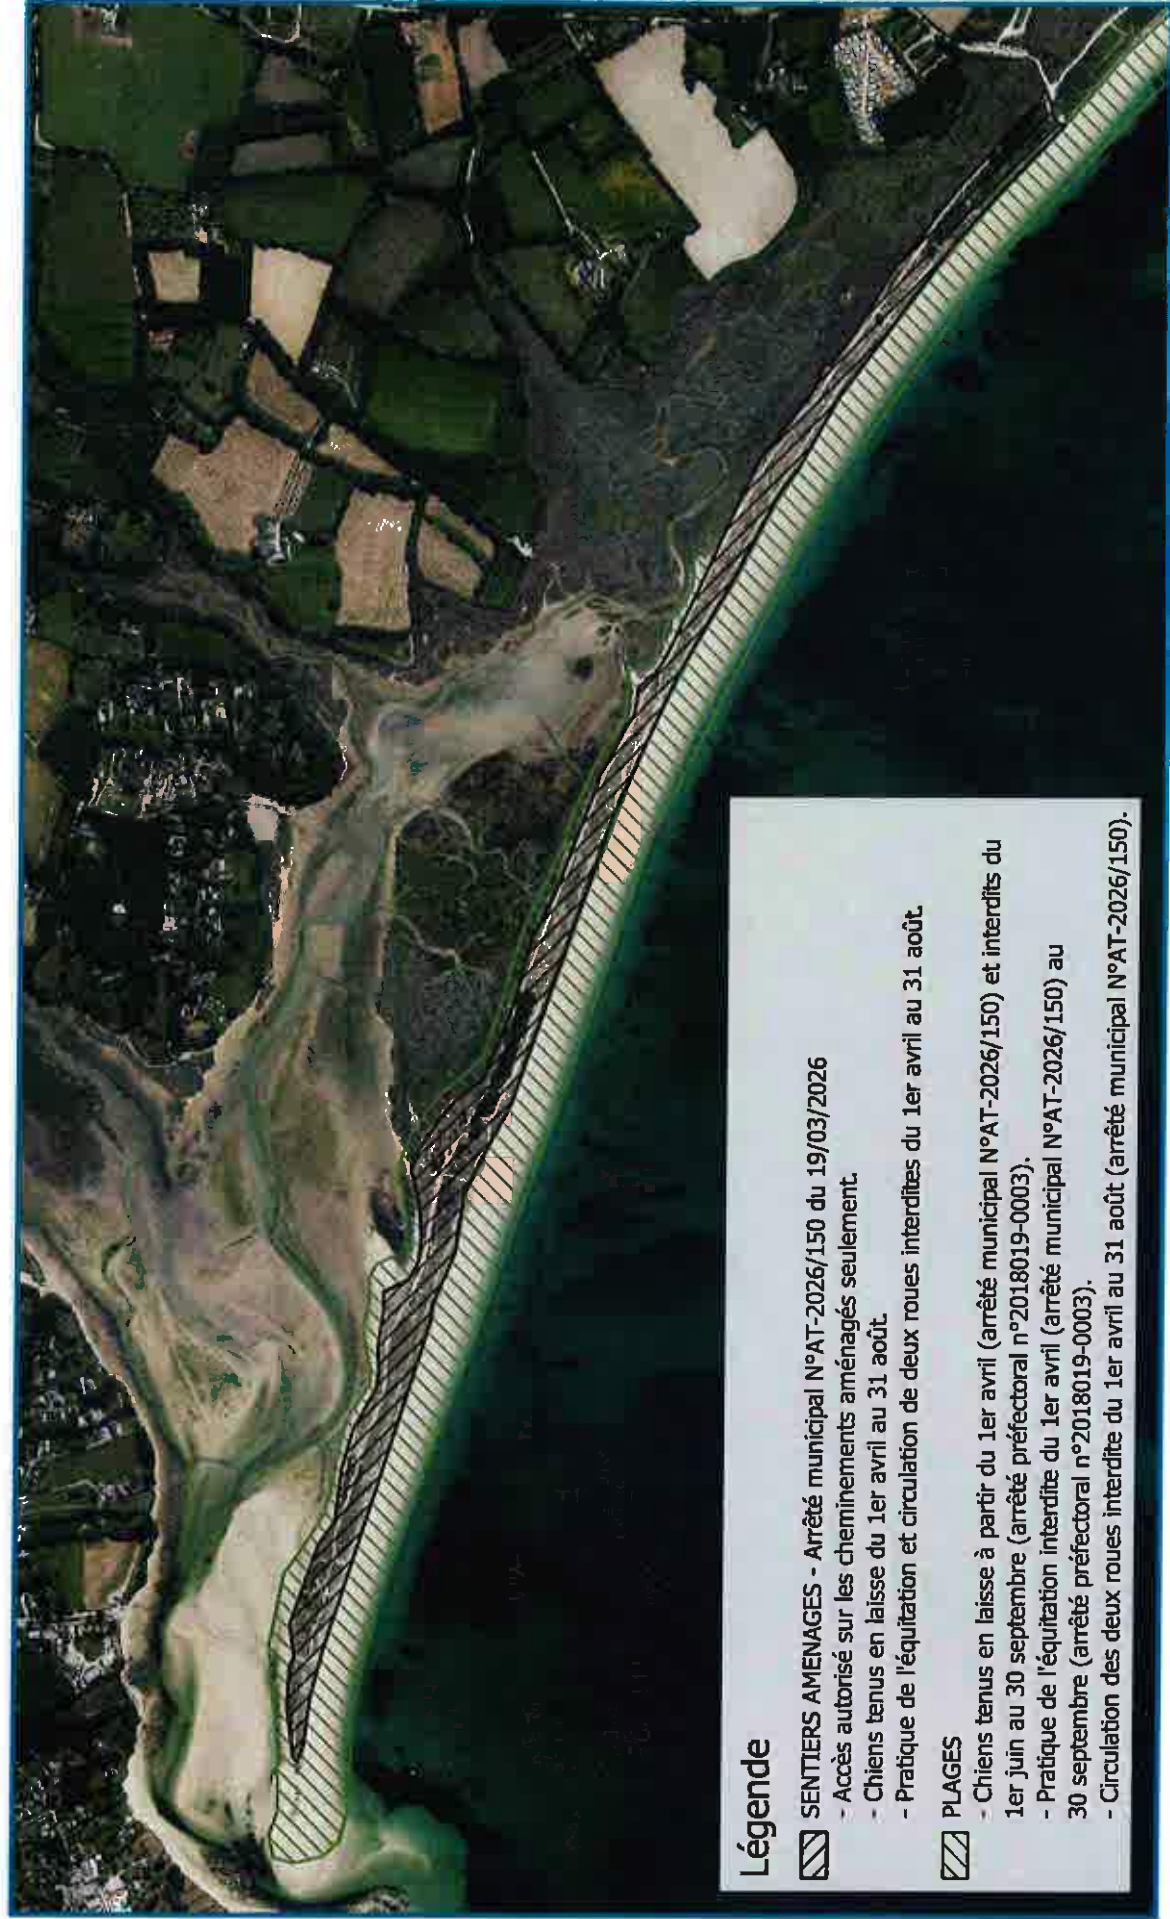 Légende
SENTIERS AMENAGES - Arrêté municipal N°AT-2026/150 du 19/03/2026
- Accès autorisé sur les cheminements aménagés seulement.
- Chiens tenus en laisse du 1er avril au 31 août.
- Pratique de l'équitation et circulation de deux roues interdites du 1er avril au 31 août.
PLAGES
- Chiens tenus en laisse à partir du 1er avril (arrêté municipal N°AT-2026/150) et interdits du
1er juin au 30 septembre (arrêté préfectoral n°2018019-0003).
- Pratique de l'équitation interdite du 1er avril (arrêté municipal N°AT-2026/150) au
30 septembre (arrêté préfectoral n°2018019-0003).
- Circulation des deux roues interdite du 1er avril au 31 août (arrêté municipal N°AT-2026/150).